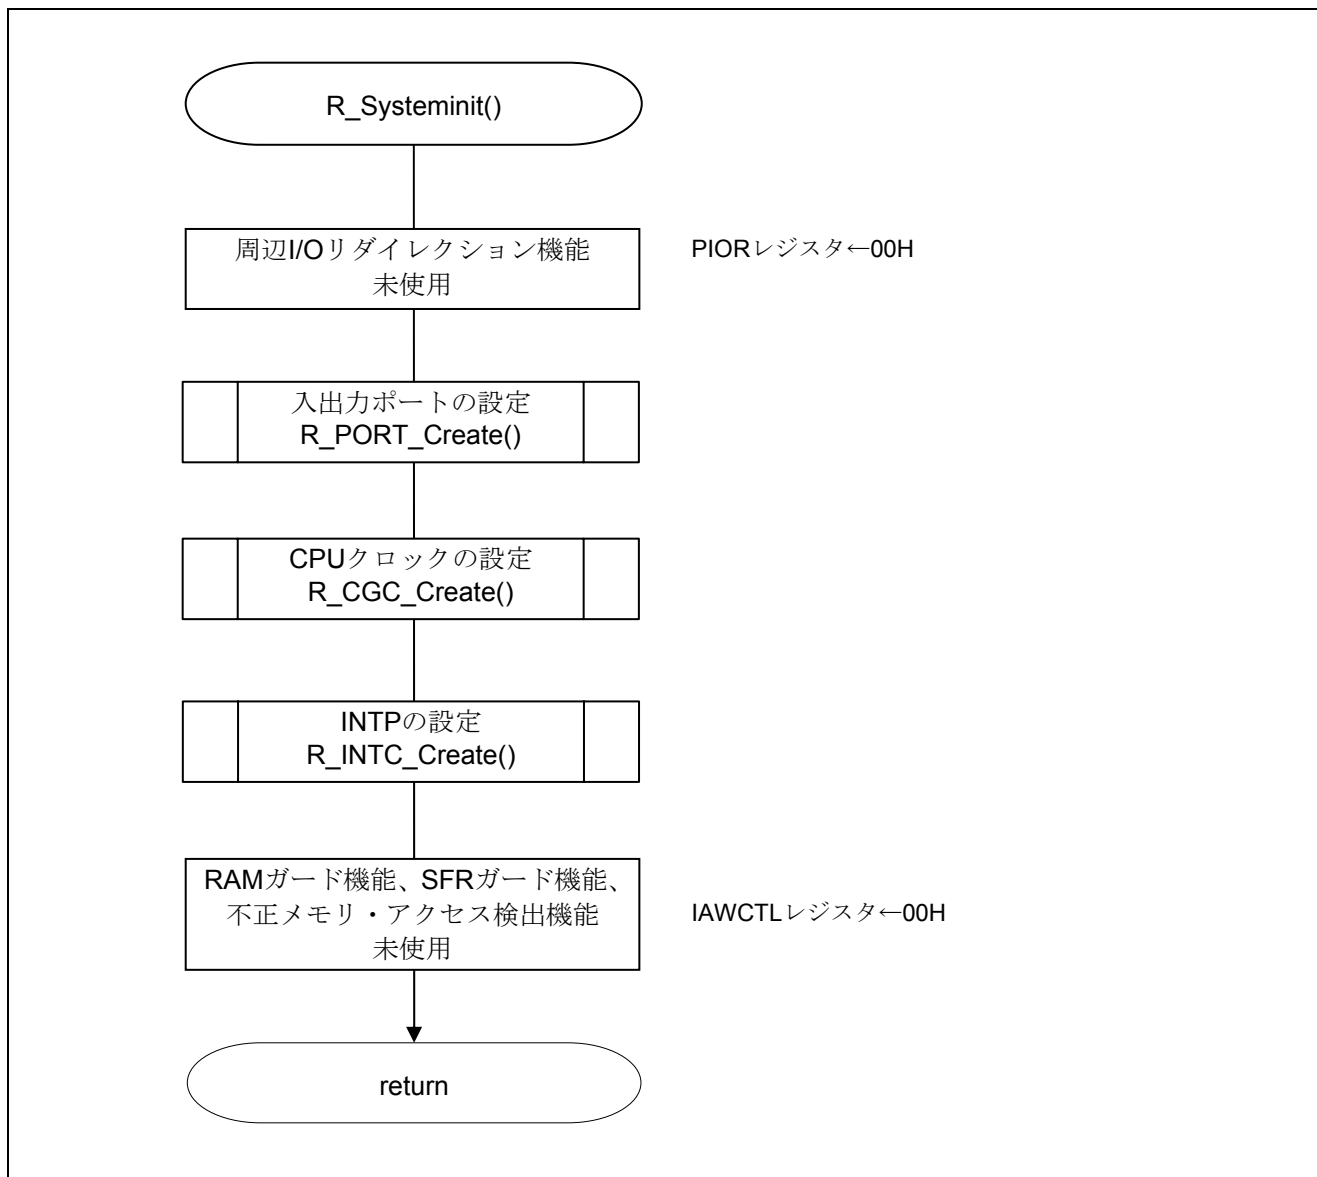 R_Systeminit()
周辺I/Oリダイレクション機能
未使用
PIORレジスタ←00H
入出力ポートの設定
R_PORT_Create()
CPUクロックの設定
R_CGC_Create()
INTPの設定
R_INTC_Create()
RAMガード機能、SFRガード機能、
不正メモリ・アクセス検出機能
未使用
IAWCTLレジスタ←00H
return